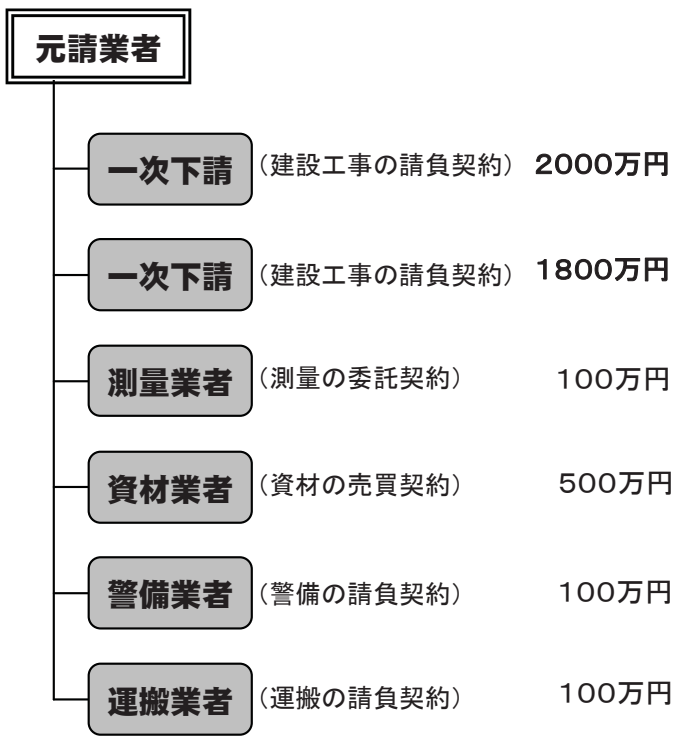 元請業者
一次下請（建設工事の請負契約）2000万円
一次下請（建設工事の請負契約）1800万円
測量業者（測量の委託契約）100万円
資材業者（資材の売買契約）500万円
警備業者（警備の請負契約）100万円
運搬業者（運搬の請負契約）100万円